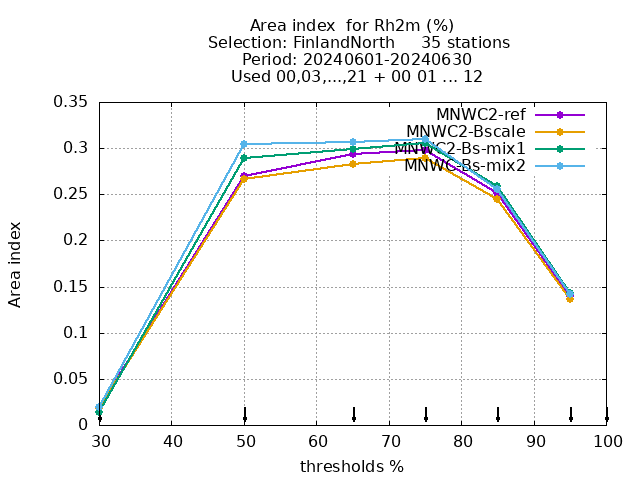 Area index  for Rh2m (%)
Selection: FinlandNorth     35 stations
Period: 20240601-20240630
Used 00,03,...,21 + 00 01 ... 12
MNWC2-ref
MNWC2-Bscale
MNWC2-Bs-mix1
MNWC-Bs-mix2
0.35
0.3
0.25
0.2
0.15
0.1
0.05
0
Area index
30 40 50 60 70 80 90 100
thresholds %